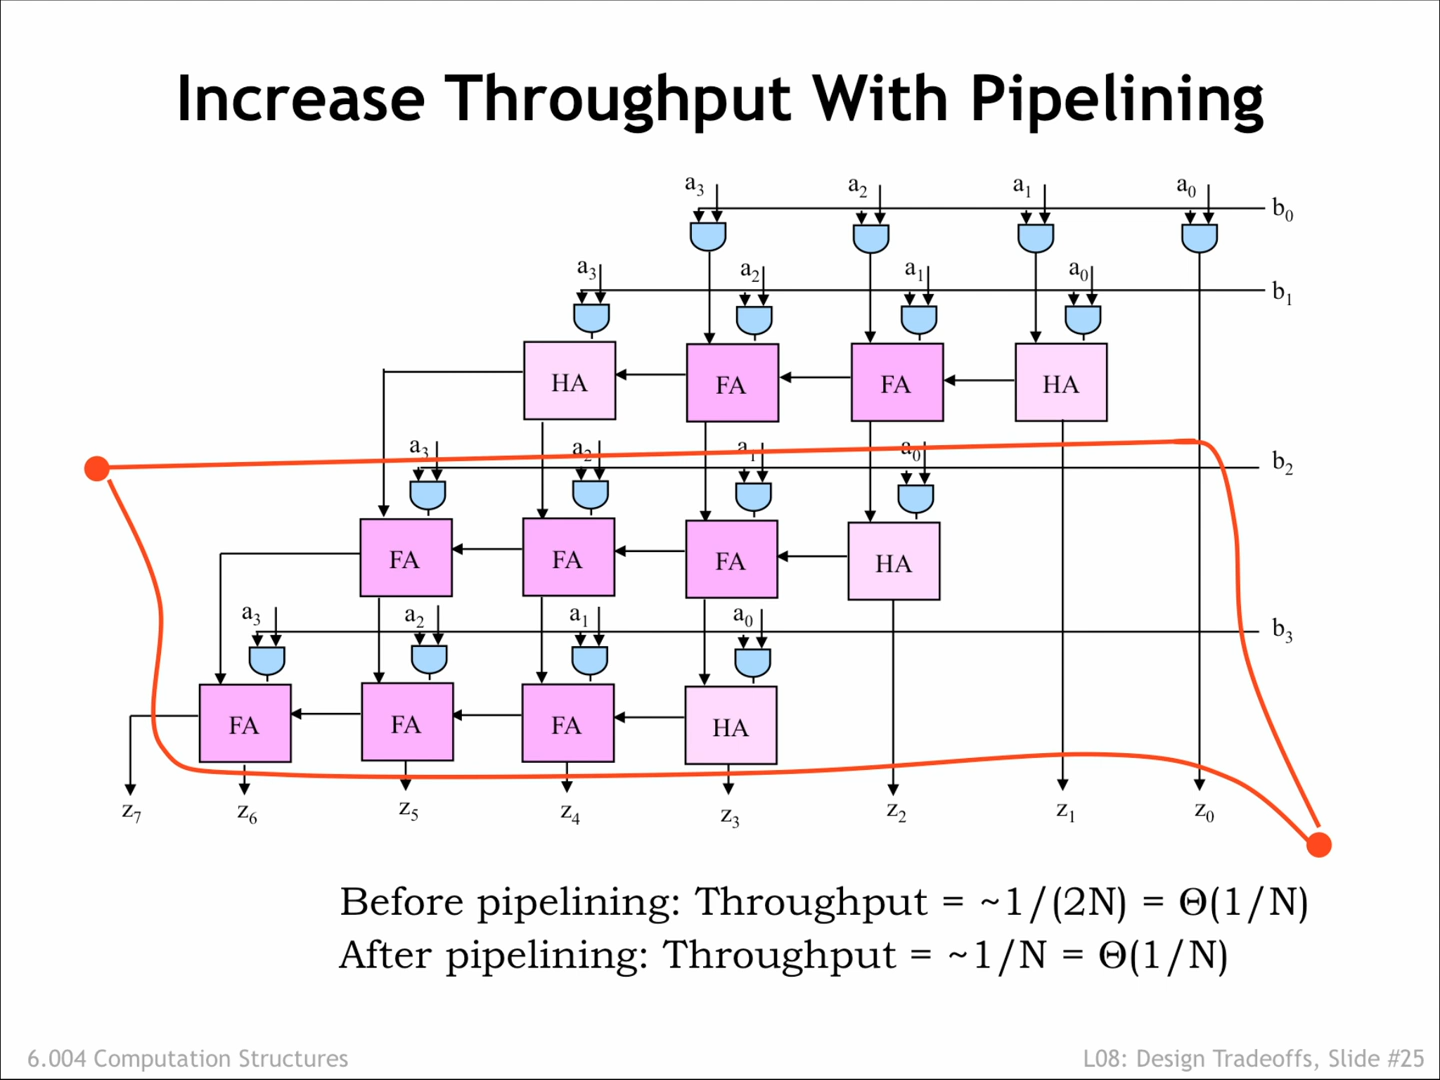 Increase Throughput With Pipelining
a3 a2 a1 a0
b0
a3 a2 a1 a0
b1
HA FA FA HA
a3 a2 a1 a0
b2
FA FA FA HA
a3 a2 a1 a0
b3
FA FA FA HA
z7 z6 z5 z4 z3 z2 z1 z0
Before pipelining: Throughput = ~1/(2N) = Θ(1/N)
After pipelining: Throughput = ~1/N = Θ(1/N)
6.004 Computation Structures
L08: Design Tradeoffs, Slide #25